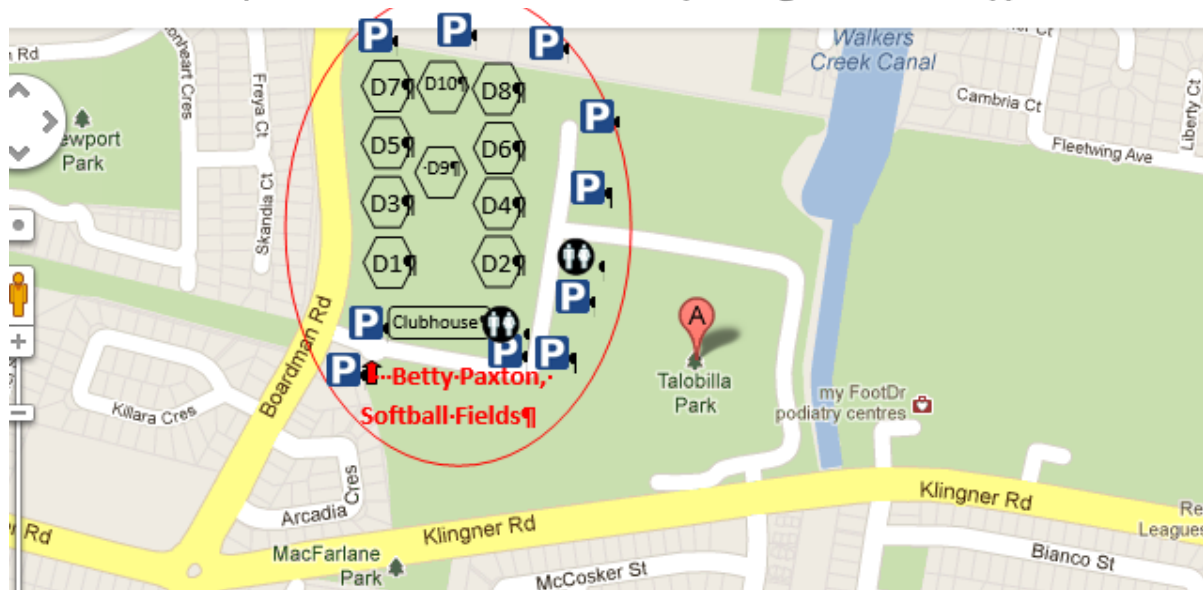 Walkers
Creek Canal
P
P
P
Rd
Freya Ct
D7¶
D10¶
D8¶
Cambria Ct
Liberty Ct
P
Fleetwing Ave
Park
D5¶
·D9¶
D6¶
P
Skandia Ct
D3¶
D4¶
D1¶
D2¶
P
Boardman Rd
P
Clubhouse¶
A
P
P
P
··Betty·Paxton,·
Softball·Fields¶
Talobilla
Park
my FootDr
podiatry centres
Killara Cres
Arcadia Cres
Klingner Rd
Klingner Rd
Rd
MacFarlane
Park
McCosker St
Bianco St
Leagues